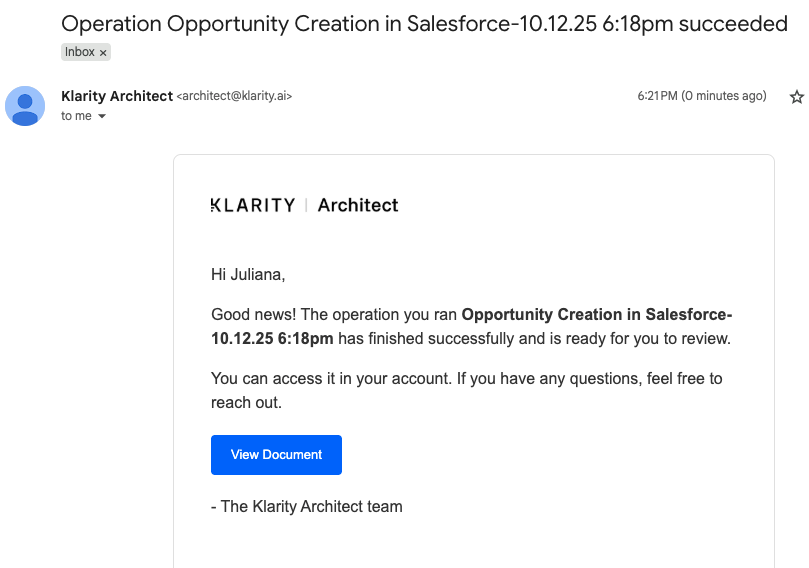 Operation Opportunity Creation in Salesforce-10.12.25 6:18pm succeeded
Inbox ×
Klarity Architect <architect@klarity.ai>
6:21 PM (0 minutes ago)
to me
KLARITY | Architect
Hi Juliana,
Good news! The operation you ran Opportunity Creation in Salesforce-
10.12.25 6:18pm has finished successfully and is ready for you to review.
You can access it in your account. If you have any questions, feel free to
reach out.
View Document
- The Klarity Architect team